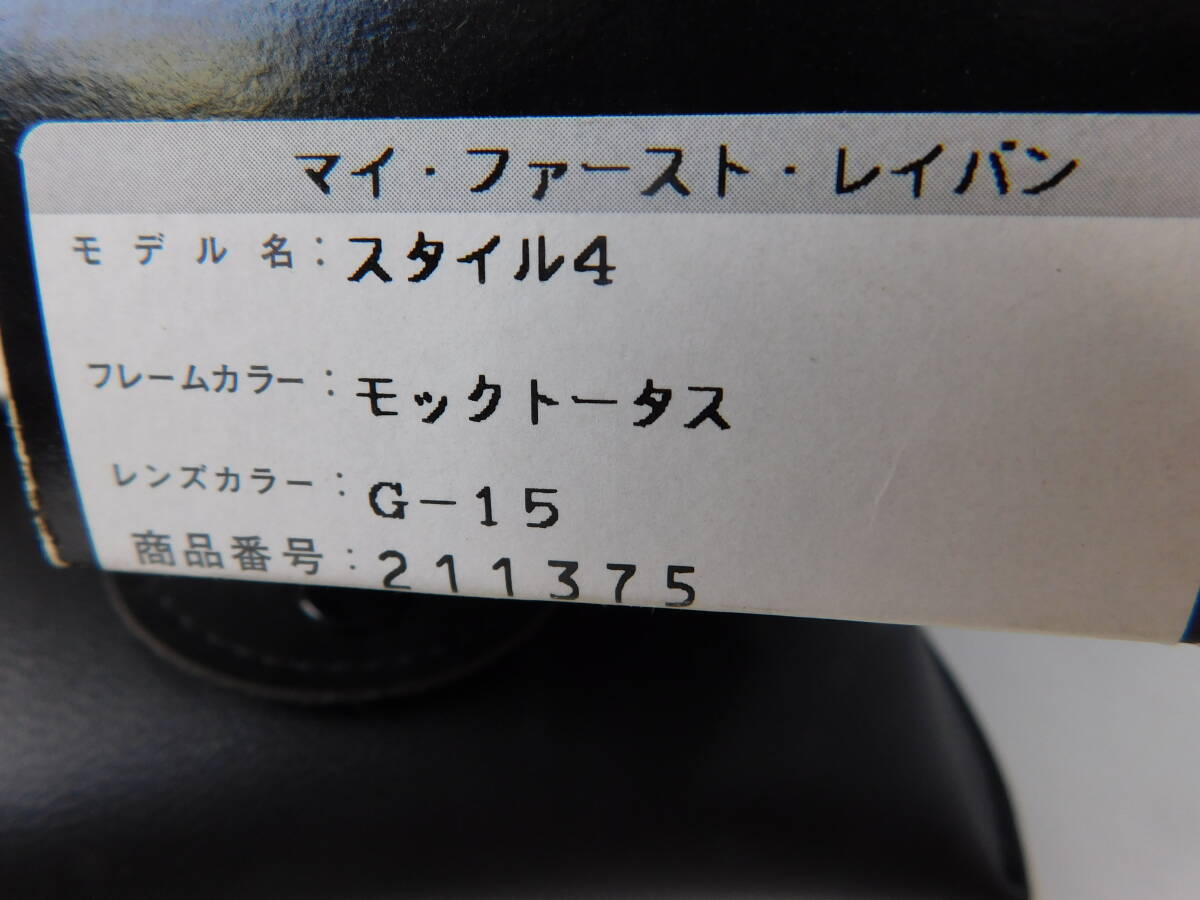 マイ・ファースト・レイバン
モデル名：スタイル4
フレームカラー：モックトータス
レンズカラー：G-15
商品番号：211375